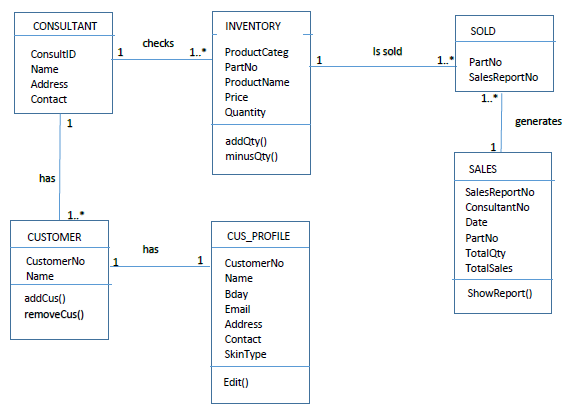 CONSULTANT
ConsultID
Name
Address
Contact
checks
1
1..*
INVENTORY
ProductCateg
PartNo
ProductName
Price
Quantity
addQty()
minusQty()
Is sold
1
1..*
SOLD
PartNo
SalesReportNo
1..*
generates
1
SALES
SalesReportNo
ConsultantNo
Date
PartNo
TotalQty
TotalSales
ShowReport()
1
has
1..*
CUSTOMER
CustomerNo
Name
addCus()
removeCus()
has
1
1
CUS_PROFILE
CustomerNo
Name
Bday
Email
Address
Contact
SkinType
Edit()